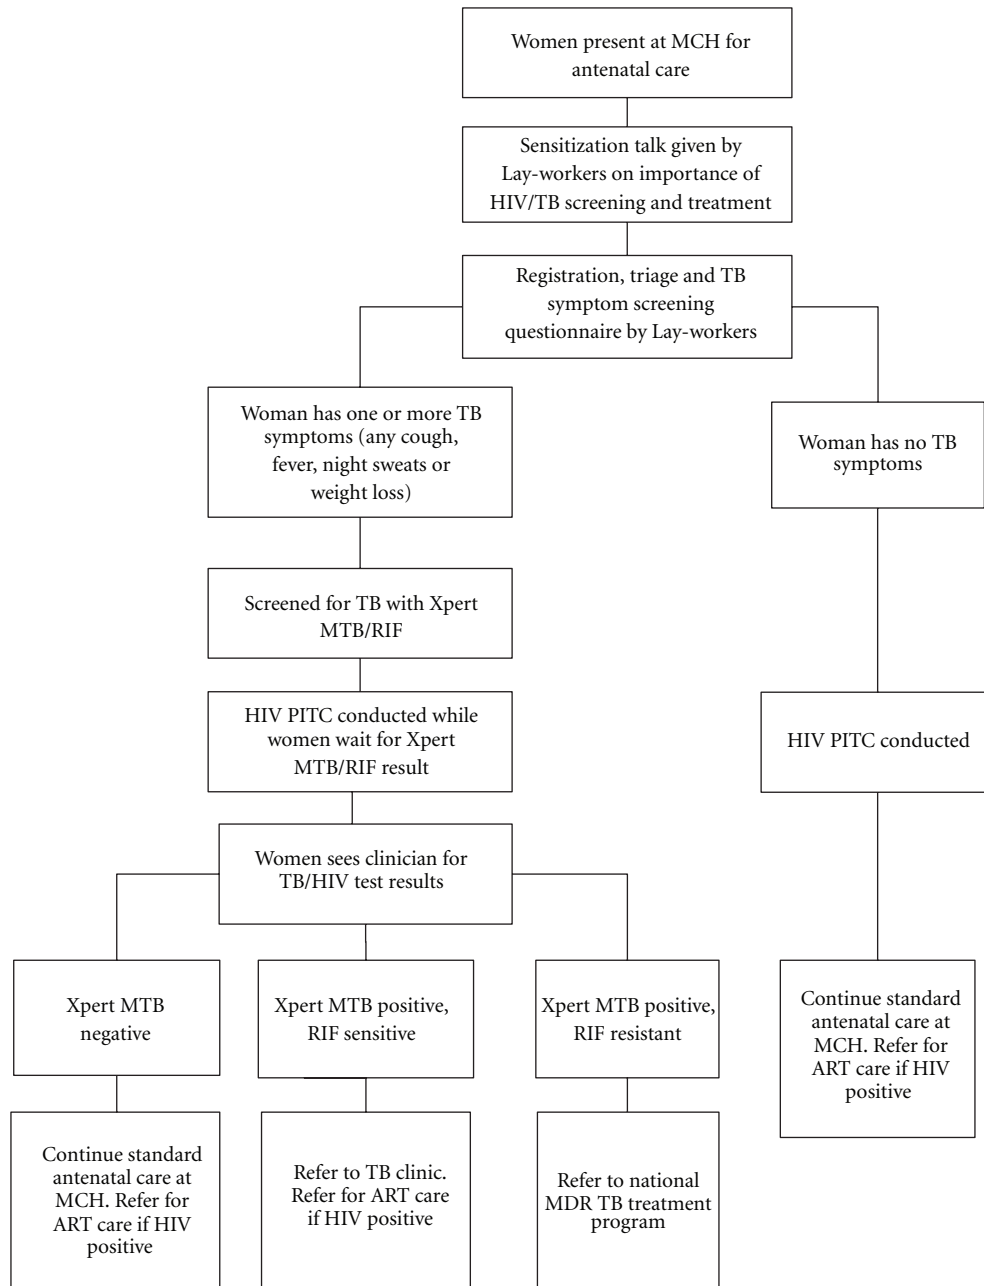 Women present at MCH for
antenatal care
Sensitization talk given by
Lay-workers on importance of
HIV/TB screening and treatment
Registration, triage and TB
symptom screening
questionnaire by Lay-workers
Woman has one or more TB
symptoms (any cough,
fever, night sweats or
weight loss)
Woman has no TB
symptoms
Screened for TB with Xpert
MTB/RIF
HIV PITC conducted while
women wait for Xpert
MTB/RIF result
HIV PITC conducted
Women sees clinician for
TB/HIV test results
Xpert MTB
negative
Xpert MTB positive,
RIF sensitive
Xpert MTB positive,
RIF resistant
Continue standard
antenatal care at
MCH. Refer for
ART care if HIV
positive
Continue standard
antenatal care at
MCH. Refer for
ART care if HIV
positive
Refer to TB clinic.
Refer for ART care
if HIV positive
Refer to national
MDR TB treatment
program